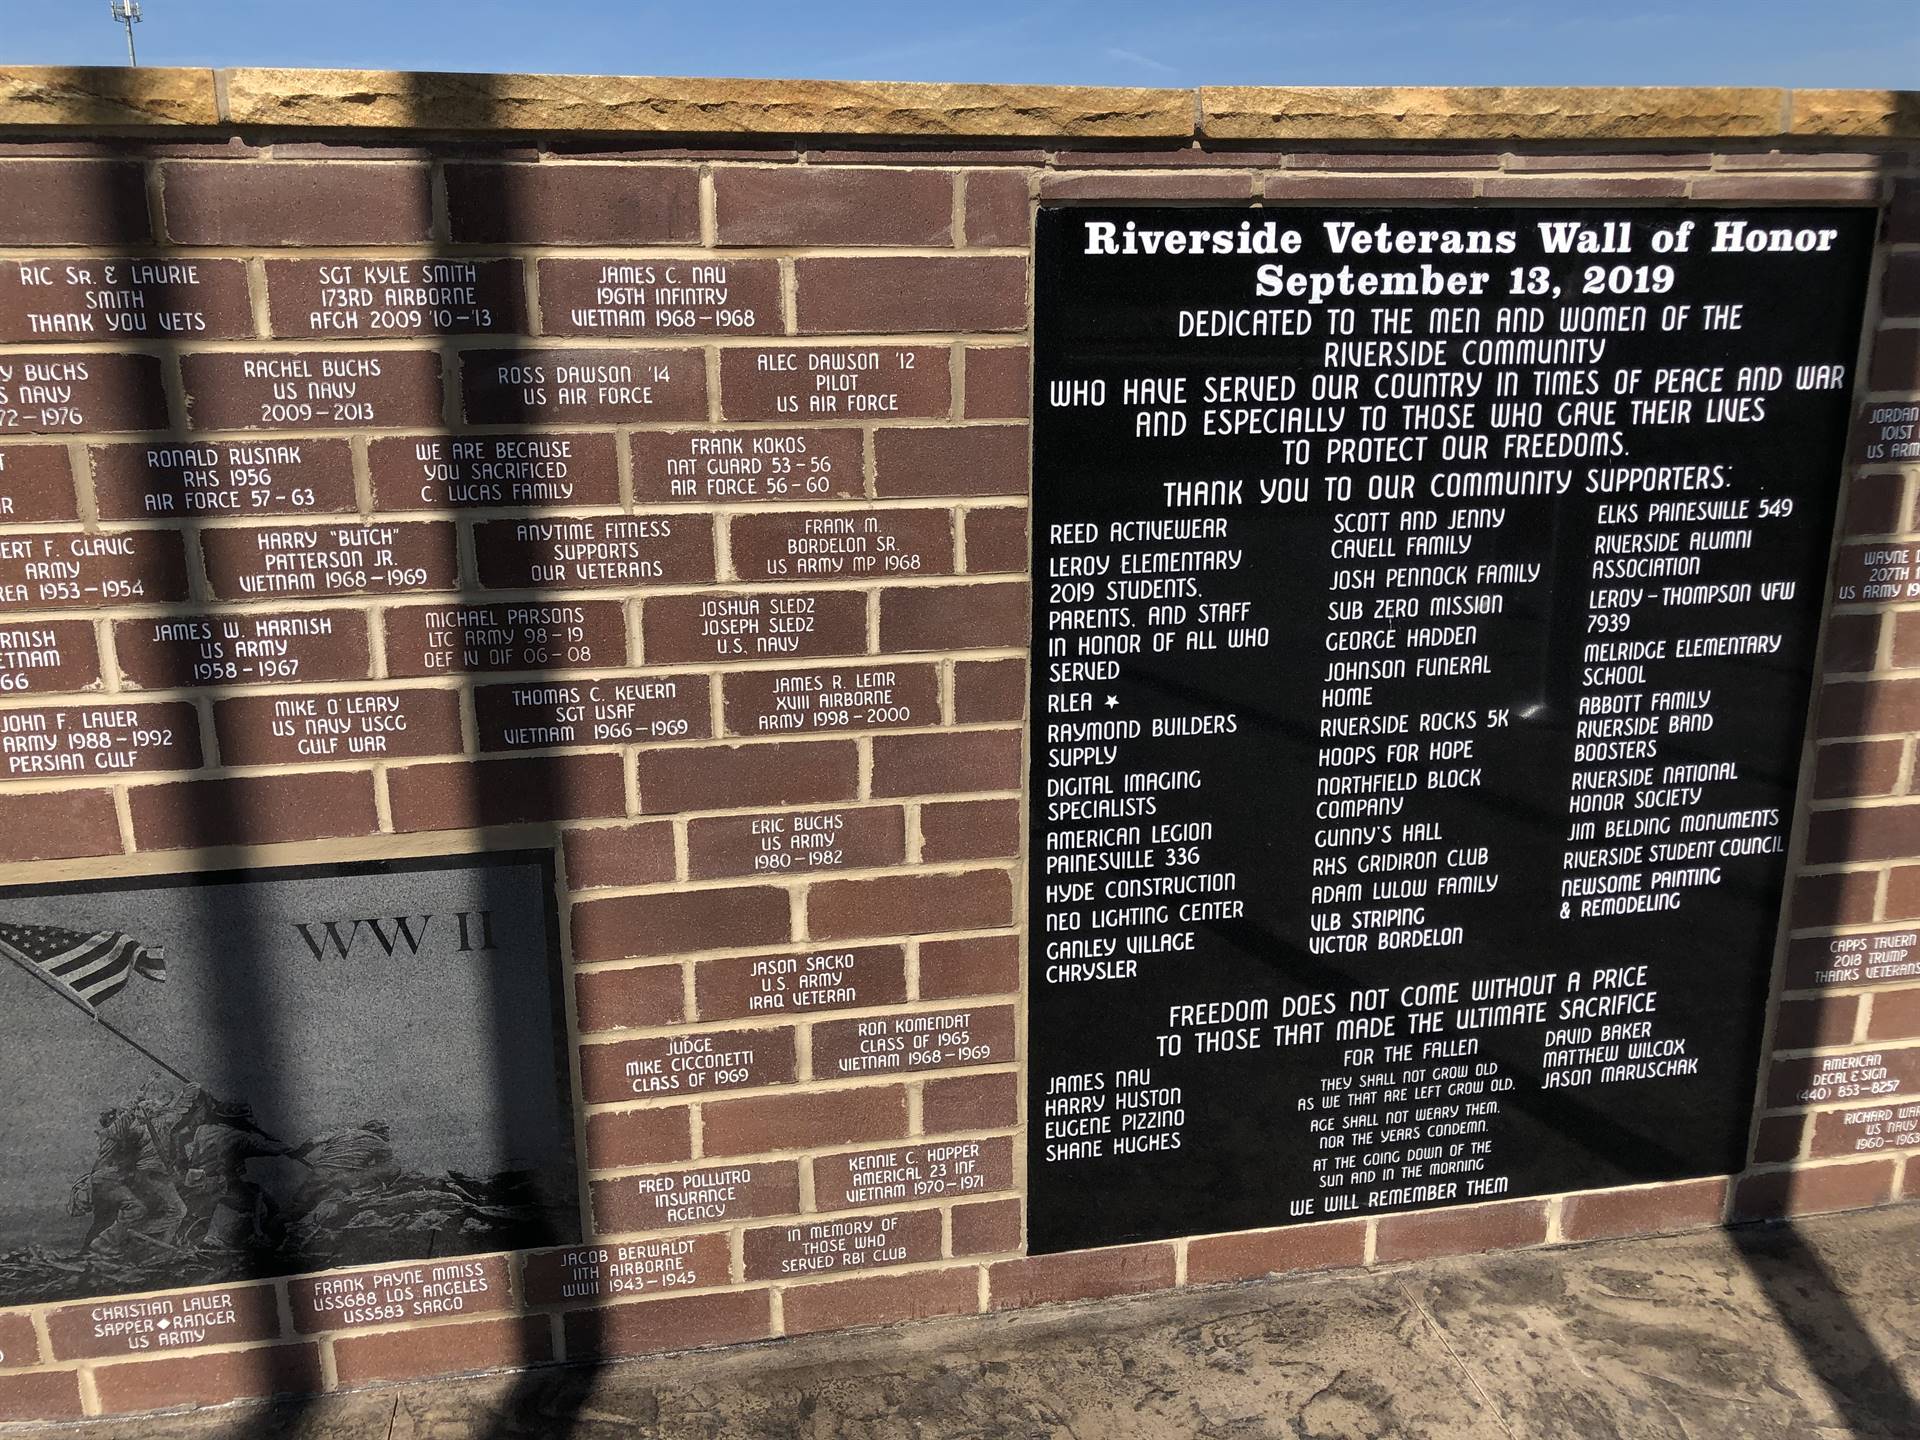 RIC SR. & LAURIE
SMITH
THANK YOU VETS
SGT KYLE SMITH
173RD AIRBORNE
AFGH 2009 '10-'13
JAMES C. NAU
196TH INFINTRY
VIETNAM 1968-1968
BUCHS
NAVY
1976
RACHEL BUCHS
US NAVY
2009-2013
ROSS DAWSON '14
US AIR FORCE
ALEC DAWSON '12
PILOT
US AIR FORCE
RONALD RUSNAK
RHS 1956
AIR FORCE 57-63
WE ARE BECAUSE
YOU SACRIFICED
C. LUCAS FAMILY
FRANK KOKOS
NAT GUARD 53-56
AIR FORCE 56-60
F. GLAVIC
ARMY
1953-1954
HARRY "BUTCH"
PATTERSON JR.
VIETNAM 1968-1969
ANYTIME FITNESS
SUPPORTS
OUR VETERANS
FRANK M.
BORDELON SR.
US ARMY MP 1968
JAMES W. HARNISH
US ARMY
1958-1967
MICHAEL PARSONS
LTC ARMY 98-19
OEF IV OIF 06-08
JOSHUA SLEDZ
JOSEPH SLEDZ
U.S. NAVY
JOHN F. LAUER
ARMY 1988-1992
PERSIAN GULF
MIKE O'LEARY
US NAVY USCG
GULF WAR
THOMAS C. KEVERN
SGT USAF
VIETNAM 1966-1969
JAMES R. LEMR
XVIII AIRBORNE
ARMY 1998-2000
ERIC BUCHS
US ARMY
1980-1982
WW II
JASON SACKO
U.S. ARMY
IRAQ VETERAN
JUDGE
MIKE CICCONETTI
CLASS OF 1969
RON KOMENDAT
CLASS OF 1965
VIETNAM 1968-1969
FRED POLLUTRO
INSURANCE
AGENCY
KENNIE C. HOPPER
AMERICAL 23 INF
VIETNAM 1970-1971
CHRISTIAN LAUER
SAPPER◆RANGER
US ARMY
FRANK PAYNE MMISS
USSG88 LOS ANGELES
USS583 SARGO
JACOB BERWALDT
11TH AIRBORNE
WWII 1943-1945
IN MEMORY OF
THOSE WHO
SERVED RBI CLUB
Riverside Veterans Wall of Honor
September 13, 2019
DEDICATED TO THE MEN AND WOMEN OF THE
RIVERSIDE COMMUNITY
WHO HAVE SERVED OUR COUNTRY IN TIMES OF PEACE AND WAR
AND ESPECIALLY TO THOSE WHO GAVE THEIR LIVES
TO PROTECT OUR FREEDOMS.
THANK YOU TO OUR COMMUNITY SUPPORTERS:
REED ACTIVEWEAR
LEROY ELEMENTARY
2019 STUDENTS,
PARENTS, AND STAFF
IN HONOR OF ALL WHO
SERVED
RLEA ★
RAYMOND BUILDERS
SUPPLY
DIGITAL IMAGING
SPECIALISTS
AMERICAN LEGION
PAINESVILLE 336
HYDE CONSTRUCTION
NEO LIGHTING CENTER
GANLEY VILLAGE
CHRYSLER
SCOTT AND JENNY
CAVELL FAMILY
JOSH PENNOCK FAMILY
SUB ZERO MISSION
GEORGE HADDEN
JOHNSON FUNERAL
HOME
RIVERSIDE ROCKS 5K
HOOPS FOR HOPE
NORTHFIELD BLOCK
COMPANY
GUNNY'S HALL
RHS GRIDIRON CLUB
ADAM LULOW FAMILY
VLB STRIPING
VICTOR BORDELON
ELKS PAINESVILLE 549
RIVERSIDE ALUMNI
ASSOCIATION
LEROY-THOMPSON VFW
7939
MELRIDGE ELEMENTARY
SCHOOL
ABBOTT FAMILY
RIVERSIDE BAND
BOOSTERS
RIVERSIDE NATIONAL
HONOR SOCIETY
JIM BELDING MONUMENTS
RIVERSIDE STUDENT COUNCIL
NEWSOME PAINTING
& REMODELING
FREEDOM DOES NOT COME WITHOUT A PRICE
TO THOSE THAT MADE THE ULTIMATE SACRIFICE
JAMES NAU
HARRY HUSTON
EUGENE PIZZINO
SHANE HUGHES
FOR THE FALLEN
THEY SHALL NOT GROW OLD
AS WE THAT ARE LEFT GROW OLD.
AGE SHALL NOT WEARY THEM,
NOR THE YEARS CONDEMN.
AT THE GOING DOWN OF THE
SUN AND IN THE MORNING
WE WILL REMEMBER THEM
DAVID BAKER
MATTHEW WILCOX
JASON MARUSCHAK
JORDAN
101ST
US
WAYNE
207TH
US ARMY
CAPPS TAVERN
2018 TRUMP
THANKS VETERANS
AMERICAN
DECAL & SIGN
(440) 853-8257
RICHARD
US NAVY
1960-1963